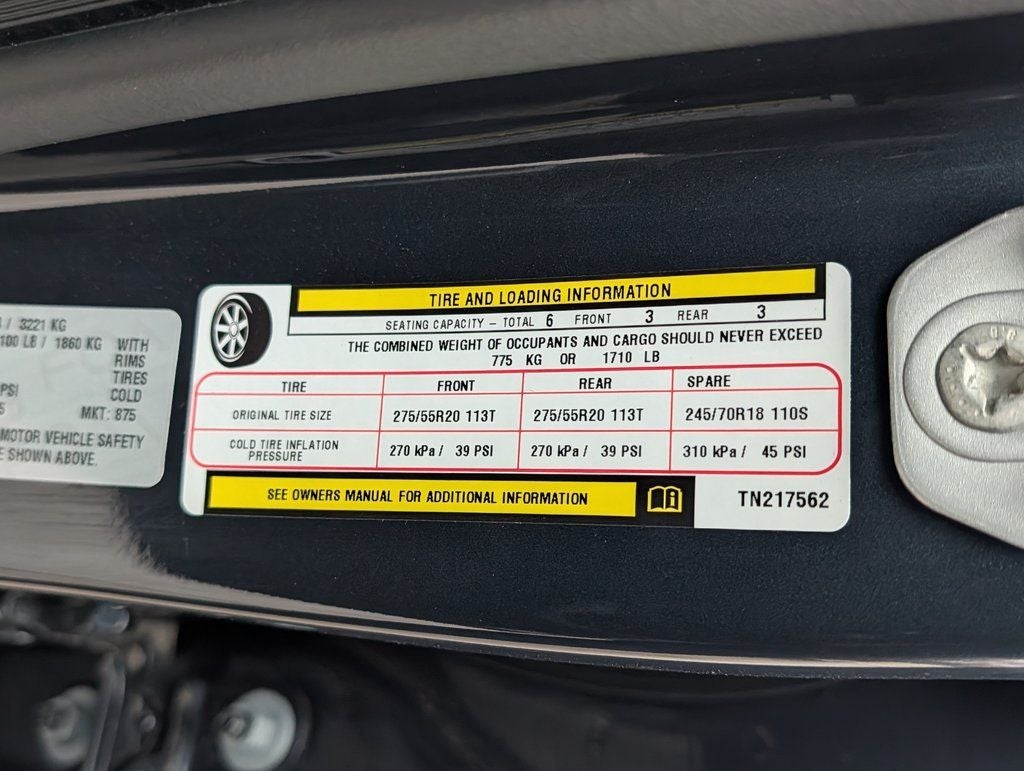 3221 KG
100 LB / 1860 KG WITH
RIMS
TIRES
PSI COLD
MKT: 875
MOTOR VEHICLE SAFETY
SHOWN ABOVE.
TIRE AND LOADING INFORMATION
SEATING CAPACITY – TOTAL 6 FRONT 3 REAR 3
THE COMBINED WEIGHT OF OCCUPANTS AND CARGO SHOULD NEVER EXCEED
775 KG OR 1710 LB
TIRE FRONT REAR SPARE
ORIGINAL TIRE SIZE 275/55R20 113T 275/55R20 113T 245/70R18 110S
COLD TIRE INFLATION PRESSURE 270 kPa / 39 PSI 270 kPa / 39 PSI 310 kPa / 45 PSI
SEE OWNERS MANUAL FOR ADDITIONAL INFORMATION
TN217562